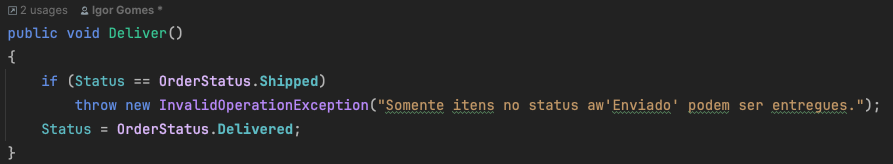 2 usages Igor Gomes *
public void Deliver()
{
if (Status == OrderStatus.Shipped)
throw new InvalidOperationException("Somente itens no status aw'Enviado' podem ser entregues.");
Status = OrderStatus.Delivered;
}